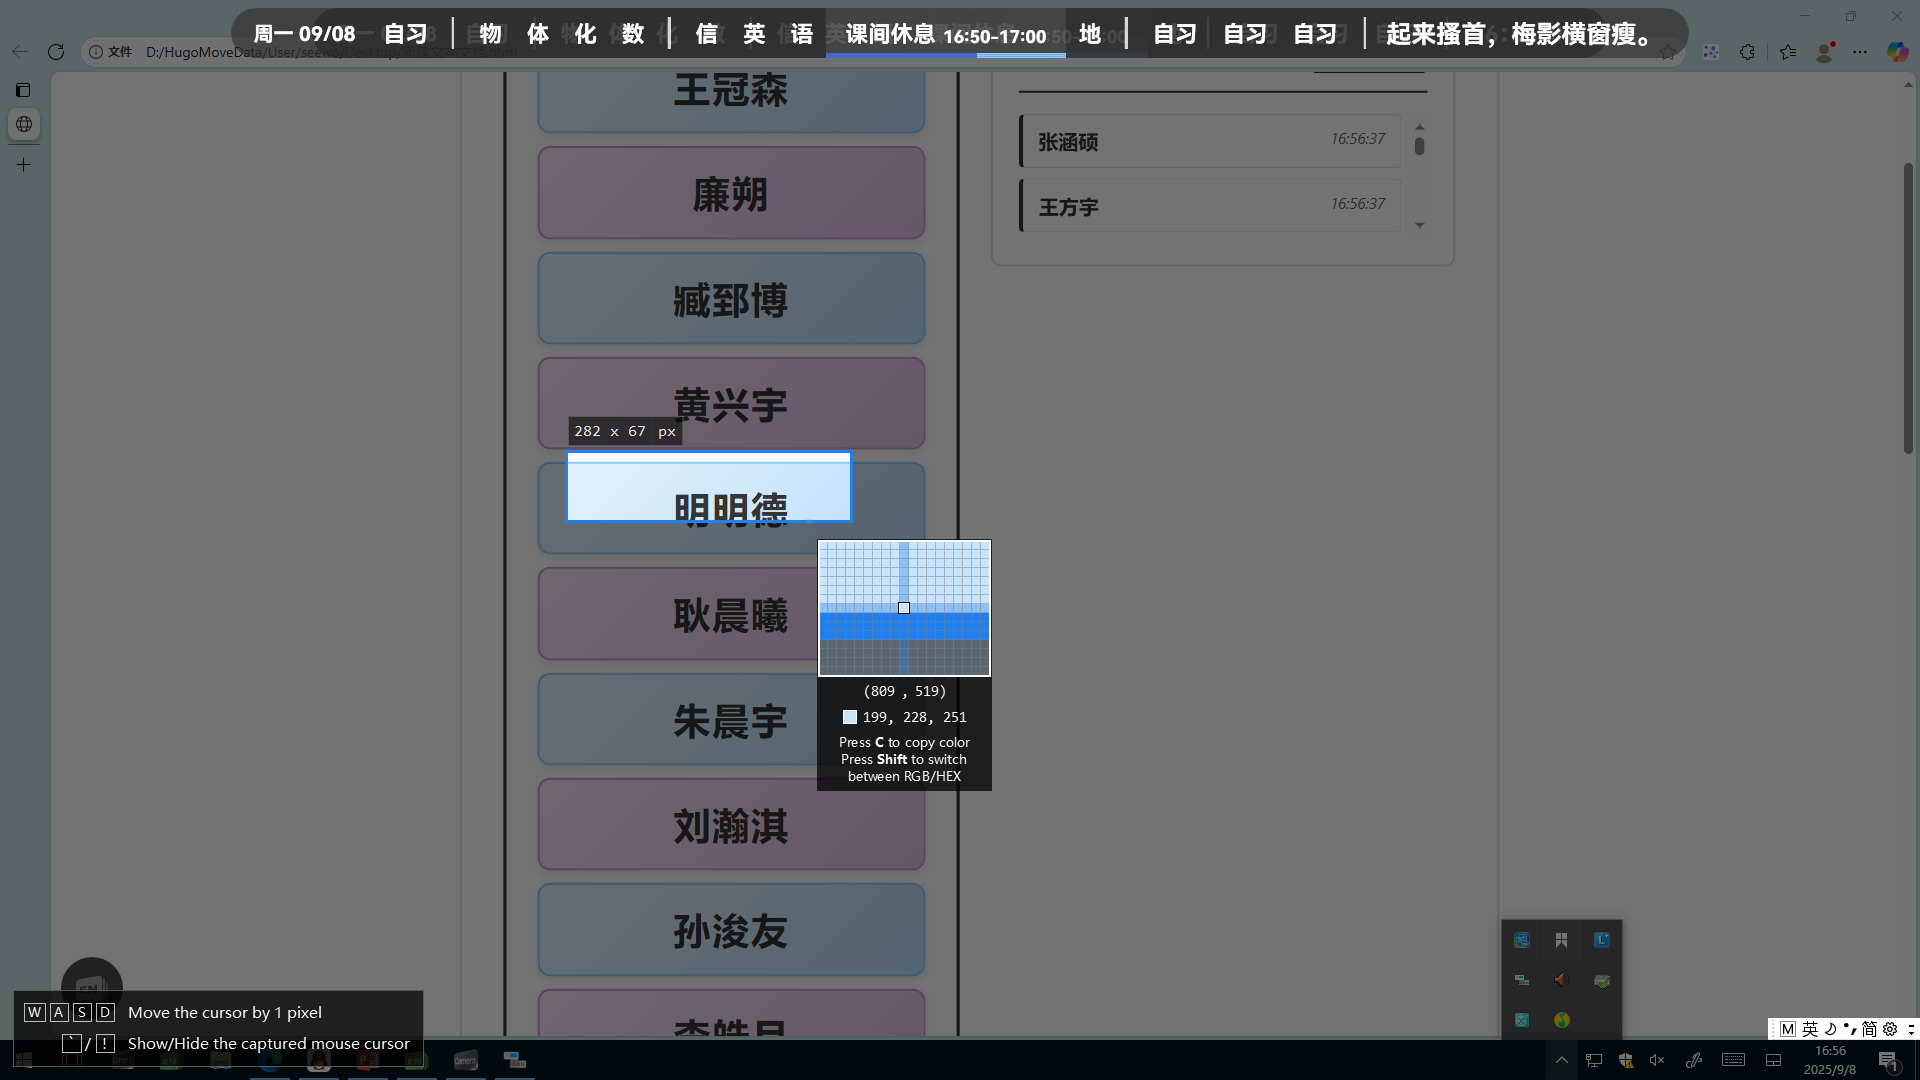 周一 09/08 自习 物 体 化 数 信 英 语 课间休息 16:50-17:00 地 自习 自习 自习 起来搔首，梅影横窗瘦。
文件 D:/HugoMoveData/User/seewo/Desktop/
王冠森
廉朔
臧郅博
黄兴宇
282 x 67 px
明明德
耿晨曦
朱晨宇
刘瀚淇
孙浚友
张涵硕 16:56:37
王方宇 16:56:37
(809 , 519)
199, 228, 251
Press C to copy color
Press Shift to switch
between RGB/HEX
W A S D Move the cursor by 1 pixel
` / ! Show/Hide the captured mouse cursor
M 英 简
16:56
2025/9/8
1